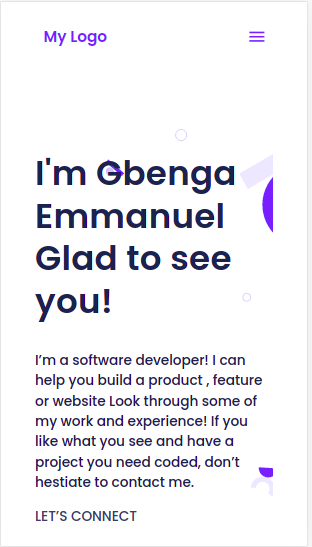 My Logo
I'm Gbenga
Emmanuel
Glad to see
you!
I’m a software developer! I can
help you build a product , feature
or website Look through some of
my work and experience! If you
like what you see and have a
project you need coded, don’t
hestiate to contact me.
LET’S CONNECT